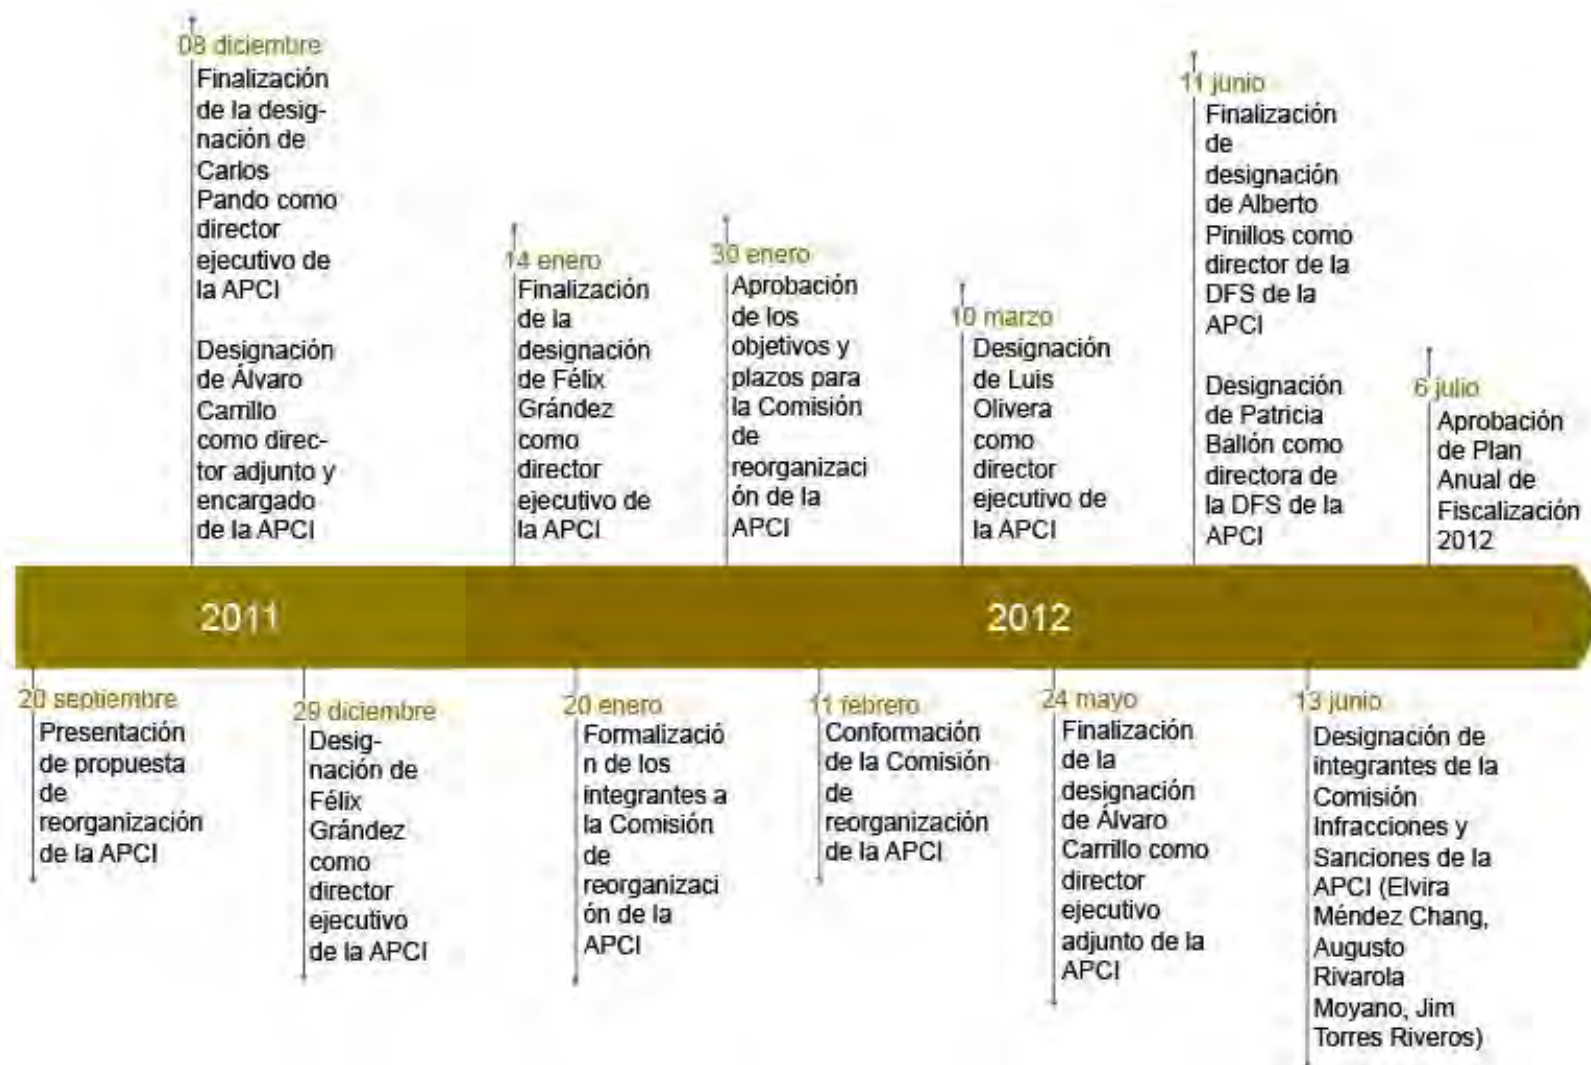 08 diciembre
Finalización
de la desig-
nación de
Carlos
Pando como
director
ejecutivo de
la APCI
Designación
de Álvaro
Carrillo
como direc-
tor adjunto y
encargado
de la APCI
14 enero
Finalización
de la
designación
de Félix
Grández
como
director
ejecutivo de
la APCI
30 enero
Aprobación
de los
objetivos y
plazos para
la Comisión
de
reorganizaci
ón de la
APCI
10 marzo
Designación
de Luis
Olivera
como
director
ejecutivo de
la APCI
11 junio
Finalización
de
designación
de Alberto
Pinillos como
director de la
DFS de la
APCI
Designación
de Patricia
Ballón como
directora de
la DFS de la
APCI
6 julio
Aprobación
de Plan
Anual de
Fiscalización
2012
2011
2012
20 septiembre
Presentación
de propuesta
de
reorganización
de la APCI
29 diciembre
Desig-
nación de
Félix
Grández
como
director
ejecutivo
de la APCI
20 enero
Formalizació
n de los
integrantes a
la Comisión
de
reorganizaci
ón de la
APCI
11 febrero
Conformación
de la Comisión
de
reorganización
de la APCI
24 mayo
Finalización
de la
designación
de Álvaro
Carrillo como
director
ejecutivo
adjunto de la
APCI
13 junio
Designación de
integrantes de la
Comisión
Infracciones y
Sanciones de la
APCI (Elvira
Méndez Chang,
Augusto
Rivarola
Moyano, Jim
Torres Riveros)